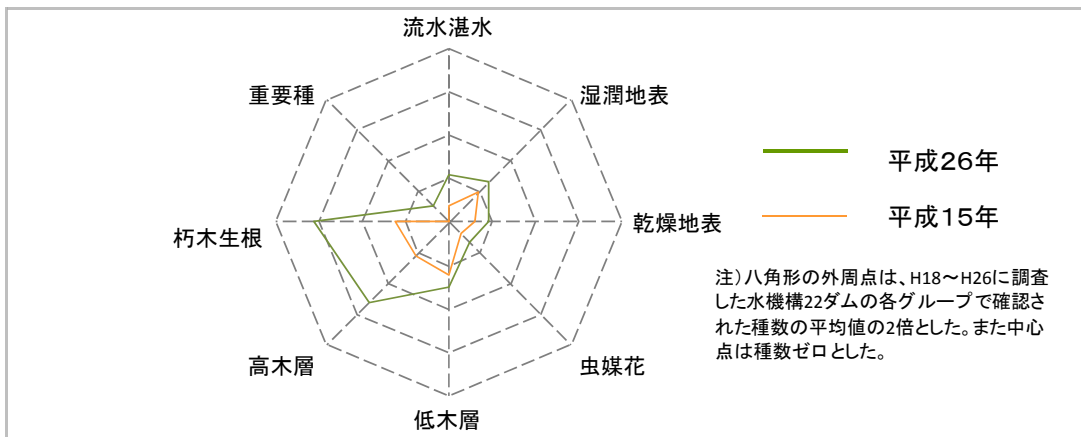 流水湛水
重要種
湿潤地表
朽木生根
乾燥地表
高木層
虫媒花
低木層
平成26年
平成15年
注)八角形の外周点は、H18～H26に調査
した水機構22ダムの各グループで確認さ
れた種数の平均値の2倍とした。また中心
点は種数ゼロとした。